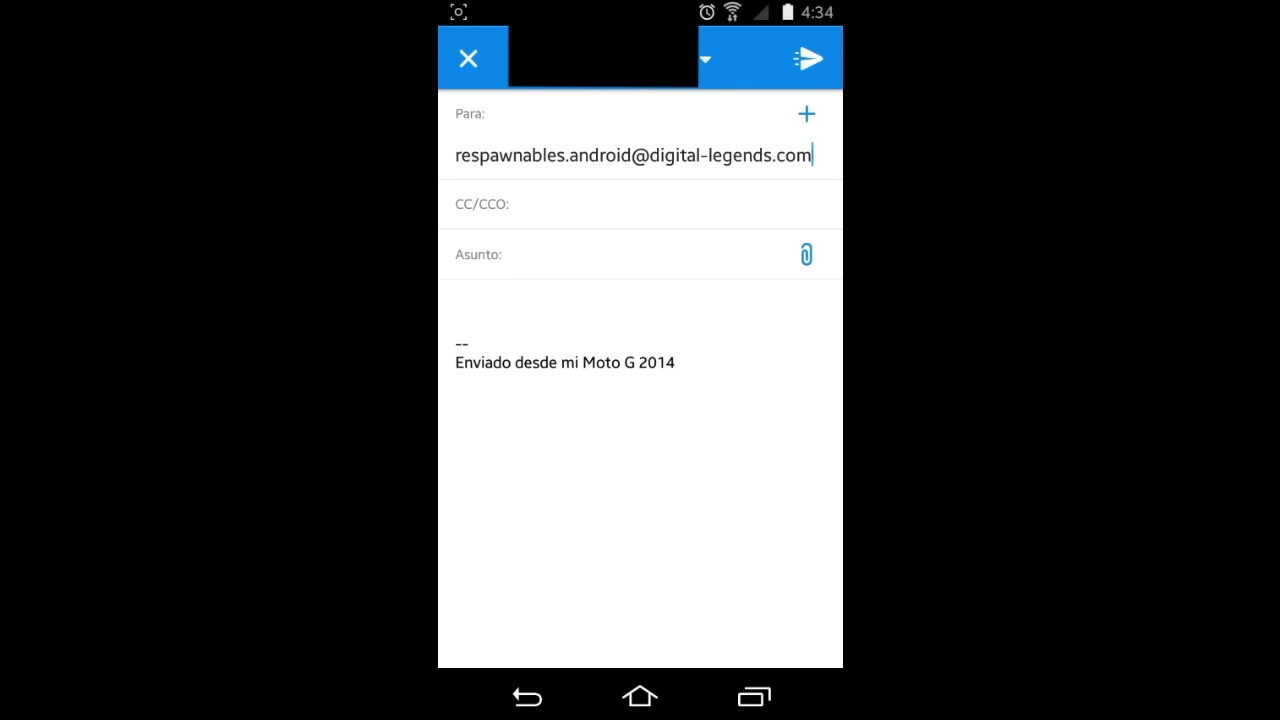 4:34
Para:
respawnables.android@digital-legends.com
CC/CCO:
Asunto:
--
Enviado desde mi Moto G 2014